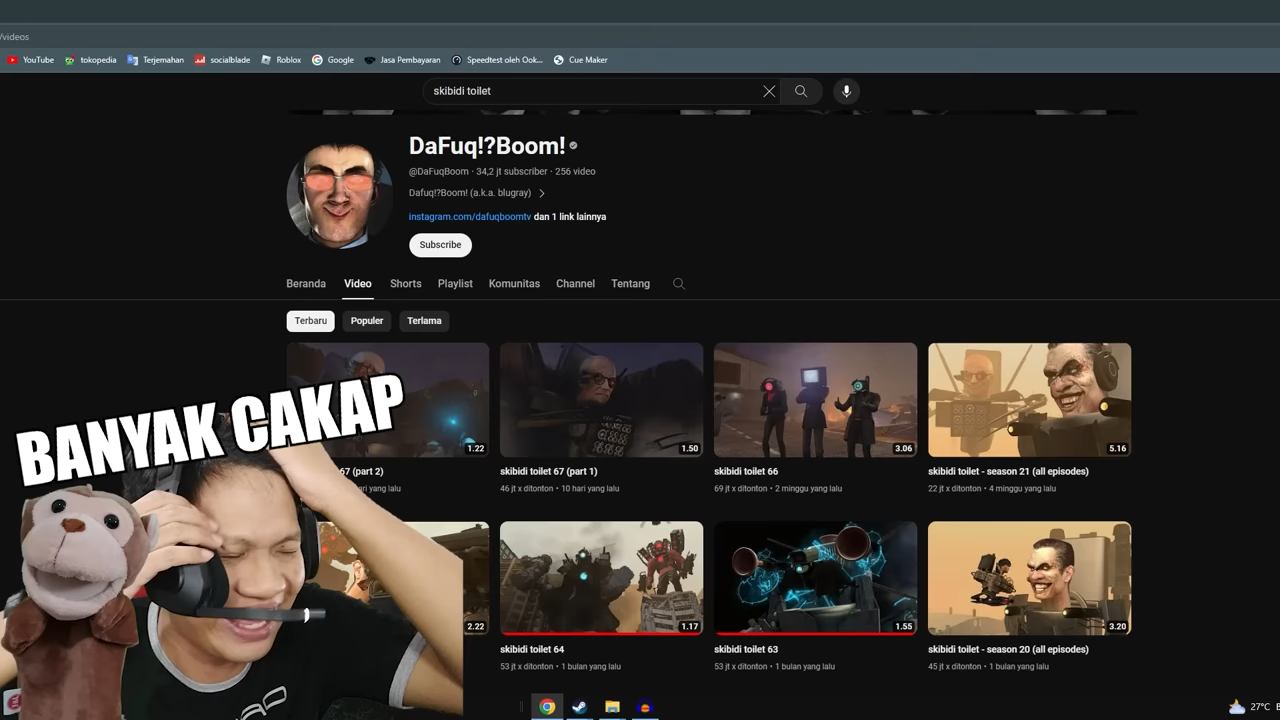 /videos
YouTube
tokopedia
Terjemahan
socialblade
Roblox
Google
Jasa Pembayaran
Speedtest oleh Ook...
Cue Maker
skibidi toilet
DaFuq!?Boom!
@DaFuqBoom · 34,2 jt subscriber · 256 video
Dafuq!?Boom! (a.k.a. blugray)
instagram.com/dafuqboomtv dan 1 link lainnya
Subscribe
Beranda
Video
Shorts
Playlist
Komunitas
Channel
Tentang
Terbaru
Populer
Terlama
BANYAK CAKAP
1.22
1.50
3.06
5.16
67 (part 2)
skibidi toilet 67 (part 1)
skibidi toilet 66
skibidi toilet - season 21 (all episodes)
yang lalu
46 jt x ditonton • 10 hari yang lalu
69 jt x ditonton • 2 minggu yang lalu
22 jt x ditonton • 4 minggu yang lalu
2.22
1.17
1.55
3.20
skibidi toilet 64
skibidi toilet 63
skibidi toilet - season 20 (all episodes)
53 jt x ditonton • 1 bulan yang lalu
53 jt x ditonton • 1 bulan yang lalu
45 jt x ditonton • 1 bulan yang lalu
27°C